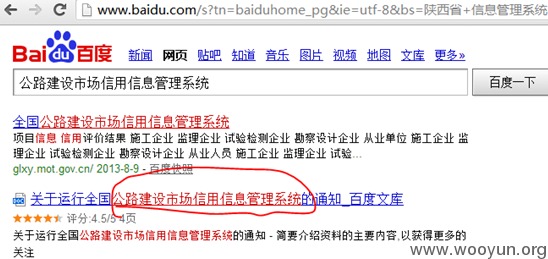 www.baidu.com/s?tn=baiduhome_pg&ie=utf-8&bs=陕西省+信息管理系统
Bai du 百度 新闻 网页 贴吧 知道 音乐 图片 视频 地图 文库 更多»
公路建设市场信用信息管理系统 百度一下
全国公路建设市场信用信息管理系统
项目信息 信用评价结果 施工企业 监理企业 试验检测企业 勘察设计企业 从业单位 施工企业 监
理企业 试验检测企业 勘察设计企业 从业人员 施工企业 监理企业 试验...
glxy.mot.gov.cn/ 2013-8-9 - 百度快照
关于运行全国公路建设市场信用信息管理系统的通知_百度文库
评分:4.5/5 4页
关于运行全国公路建设市场信用信息管理系统的通知 - 简要介绍资料的主要内容,以获得更多的
关注
www.wooyun.org